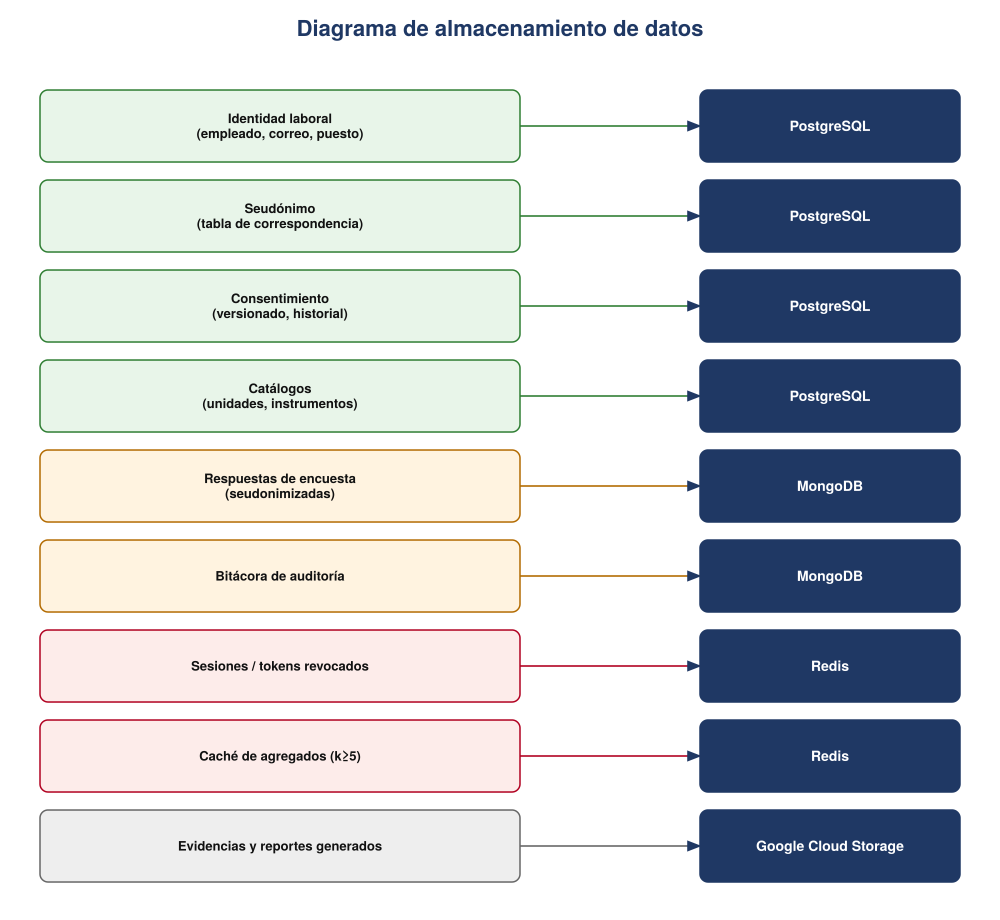 Diagrama de almacenamiento de datos
Identidad laboral
(empleado, correo, puesto)
PostgreSQL
Seudónimo
(tabla de correspondencia)
PostgreSQL
Consentimiento
(versionado, historial)
PostgreSQL
Catálogos
(unidades, instrumentos)
PostgreSQL
Respuestas de encuesta
(seudonimizadas)
MongoDB
Bitácora de auditoría
MongoDB
Sesiones / tokens revocados
Redis
Caché de agregados (k≥5)
Redis
Evidencias y reportes generados
Google Cloud Storage